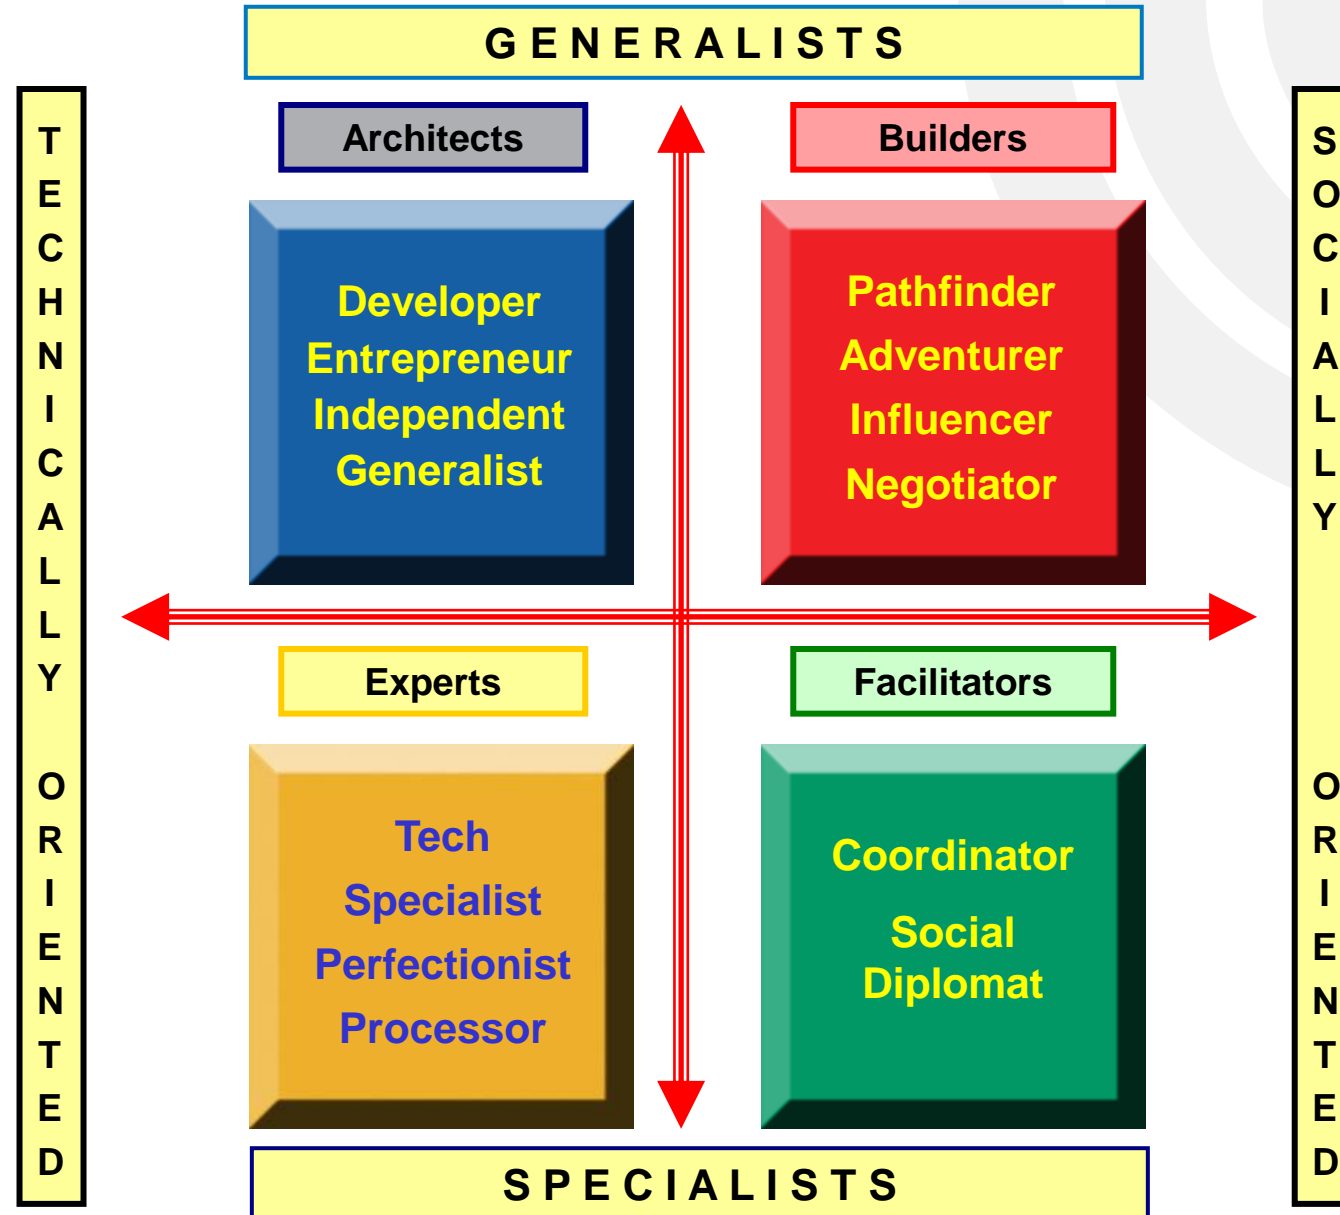 GENERALISTS
TECHNICALLY ORIENTED
Architects
Builders
SOCIALLY ORIENTED
Developer
Entrepreneur
Independent
Generalist
Pathfinder
Adventurer
Influencer
Negotiator
Experts
Facilitators
Tech
Specialist
Perfectionist
Processor
Coordinator
Social
Diplomat
SPECIALISTS